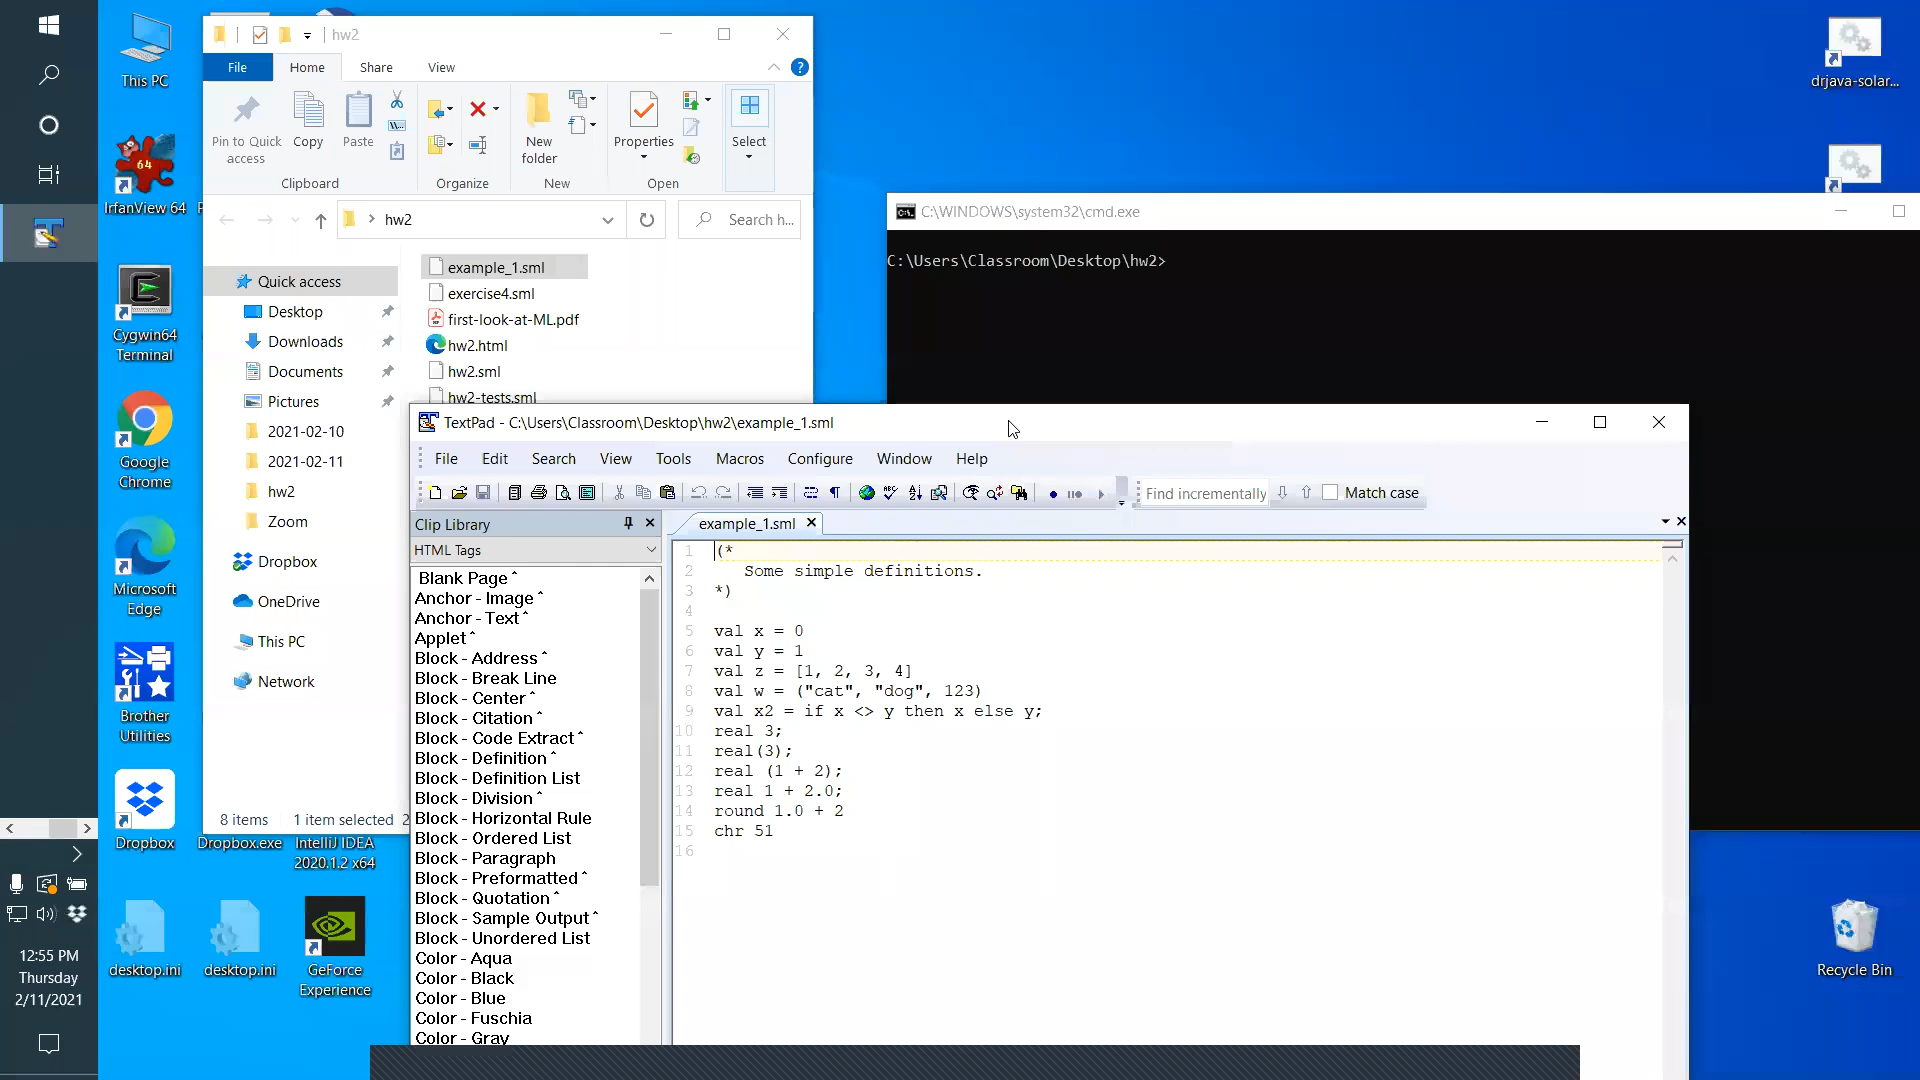 This PC
IrfanView 64
Cygwin64
Terminal
Google
Chrome
Microsoft
Edge
Brother
Utilities
Dropbox
Dropbox.exe
IntelliJ IDEA
2020.1.2 x64
desktop.ini
desktop.ini
GeForce
Experience
12:55 PM
Thursday
2/11/2021
hw2
File
Home
Share
View
Pin to Quick
access
Copy
Paste
Clipboard
Organize
New
folder
New
Properties
Open
Select
hw2
Search h...
Quick access
Desktop
Downloads
Documents
Pictures
2021-02-10
2021-02-11
hw2
Zoom
Dropbox
OneDrive
This PC
Network
example_1.sml
exercise4.sml
first-look-at-ML.pdf
hw2.html
hw2.sml
hw2-tests.sml
8 items
1 item selected
C:\WINDOWS\system32\cmd.exe
C:\Users\Classroom\Desktop\hw2>
drjava-solar...
Recycle Bin
TextPad - C:\Users\Classroom\Desktop\hw2\example_1.sml
File Edit Search View Tools Macros Configure Window Help
Find incrementally
Match case
Clip Library
HTML Tags
Blank Page ^
Anchor - Image ^
Anchor - Text ^
Applet ^
Block - Address ^
Block - Break Line
Block - Center ^
Block - Citation ^
Block - Code Extract ^
Block - Definition ^
Block - Definition List
Block - Division ^
Block - Horizontal Rule
Block - Ordered List
Block - Paragraph
Block - Preformatted ^
Block - Quotation ^
Block - Sample Output ^
Block - Unordered List
Color - Aqua
Color - Black
Color - Blue
Color - Fuschia
Color - Gray
example_1.sml
1 (*
2 Some simple definitions.
3 *)
4
5 val x = 0
6 val y = 1
7 val z = [1, 2, 3, 4]
8 val w = ("cat", "dog", 123)
9 val x2 = if x <> y then x else y;
10 real 3;
11 real(3);
12 real (1 + 2);
13 real 1 + 2.0;
14 round 1.0 + 2
15 chr 51
16